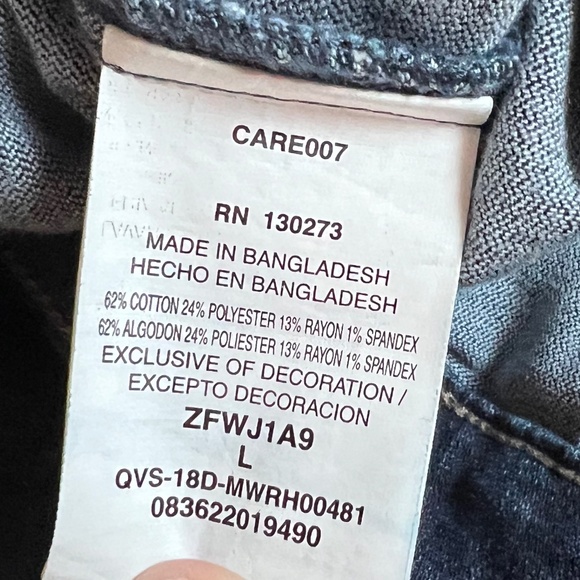 CARE007
RN 130273
MADE IN BANGLADESH
HECHO EN BANGLADESH
62% COTTON 24% POLYESTER 13% RAYON 1% SPANDEX
62% ALGODON 24% POLIESTER 13% RAYON 1% SPANDEX
EXCLUSIVE OF DECORATION /
EXCEPTO DECORACION
ZFWJ1A9
L
QVS-18D-MWRH00481
083622019490